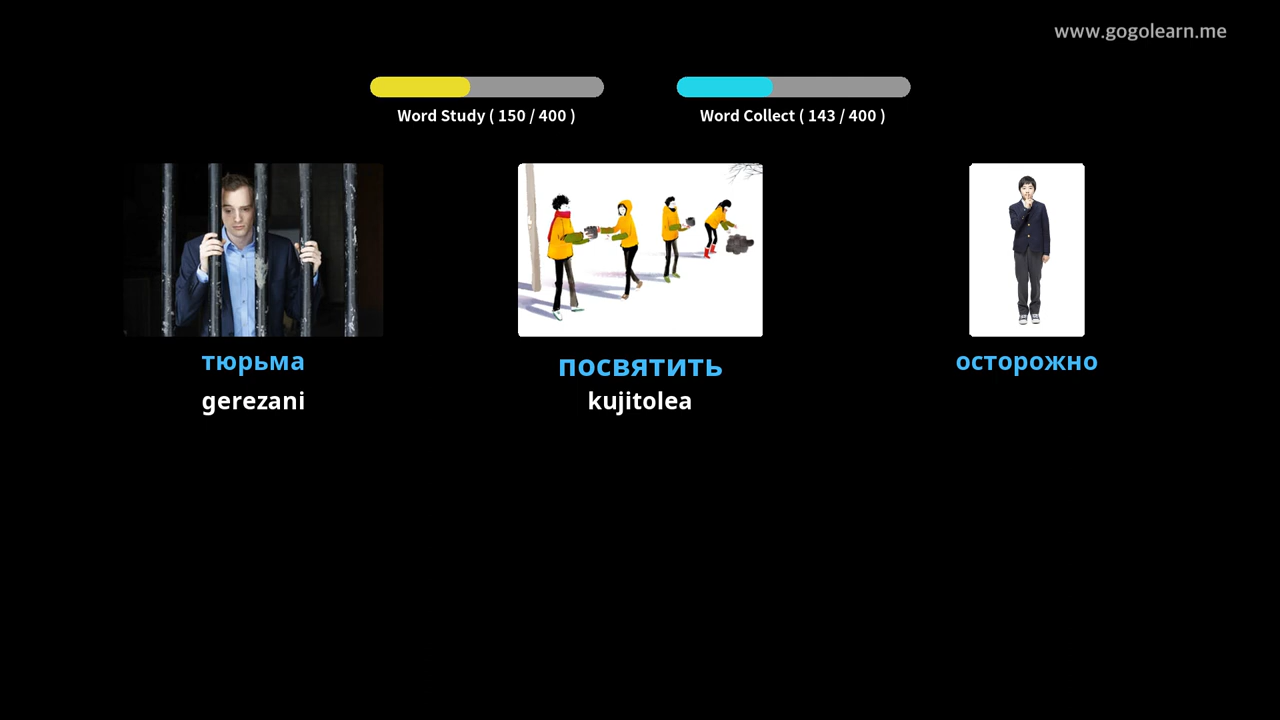 www.gogolearn.me
Word Study ( 150 / 400 )
Word Collect ( 143 / 400 )
тюрьма
gerezani
посвятить
kujitolea
осторожно